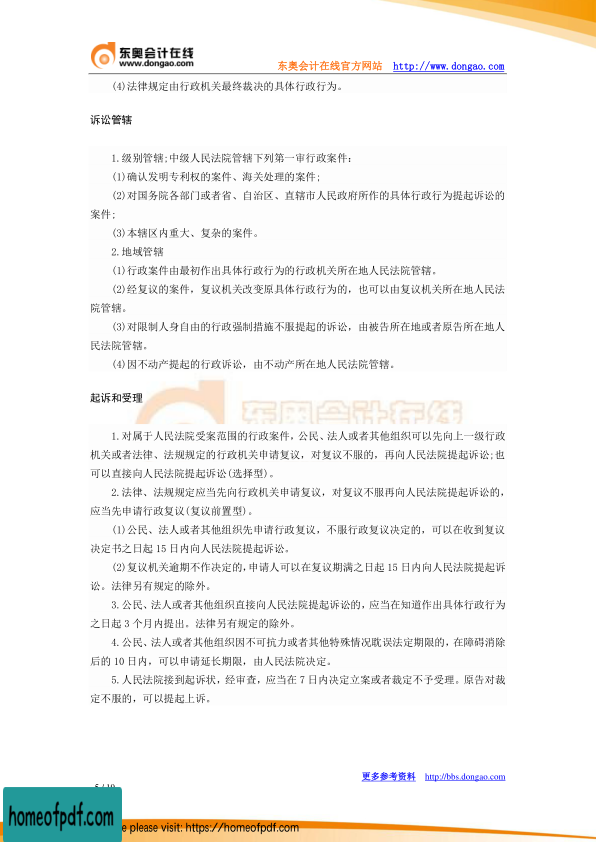 东奥会计在线
www.dongao.com
东奥会计在线官方网站 http://www.dongao.com
(4)法律规定由行政机关最终裁决的具体行政行为。
诉讼管辖
1.级别管辖;中级人民法院管辖下列第一审行政案件:
(1)确认发明专利权的案件、海关处理的案件;
(2)对国务院各部门或者省、自治区、直辖市人民政府所作的具体行政行为提起诉讼的
案件;
(3)本辖区内重大、复杂的案件。
2.地域管辖
(1)行政案件由最初作出具体行政行为的行政机关所在地人民法院管辖。
(2)经复议的案件，复议机关改变原具体行政行为的，也可以由复议机关所在地人民法
院管辖。
(3)对限制人身自由的行政强制措施不服提起的诉讼，由被告所在地或者原告所在地人
民法院管辖。
(4)因不动产提起的行政诉讼，由不动产所在地人民法院管辖。
东奥会计在线
起诉和受理
1.对属于人民法院受案范围的行政案件，公民、法人或者其他组织可以先向上一级行政
机关或者法律、法规规定的行政机关申请复议，对复议不服的，再向人民法院提起诉讼;也
可以直接向人民法院提起诉讼(选择型)。
2.法律、法规规定应当先向行政机关申请复议，对复议不服再向人民法院提起诉讼的，
应当先申请行政复议(复议前置型)。
(1)公民、法人或者其他组织先申请行政复议，不服行政复议决定的，可以在收到复议
决定书之日起 15 日内向人民法院提起诉讼。
(2)复议机关逾期不作决定的，申请人可以在复议期满之日起 15 日内向人民法院提起诉
讼。法律另有规定的除外。
3.公民、法人或者其他组织直接向人民法院提起诉讼的，应当在知道作出具体行政行为
之日起 3 个月内提出。法律另有规定的除外。
4.公民、法人或者其他组织因不可抗力或者其他特殊情况耽误法定期限的，在障碍消除
后的 10 日内，可以申请延长期限，由人民法院决定。
5.人民法院接到起诉状，经审查，应当在 7 日内决定立案或者裁定不予受理。原告对裁
定不服的，可以提起上诉。
更多参考资料 http://bbs.dongao.com
5 / 19
homeofpdf.com
e please visit: https://homeofpdf.com